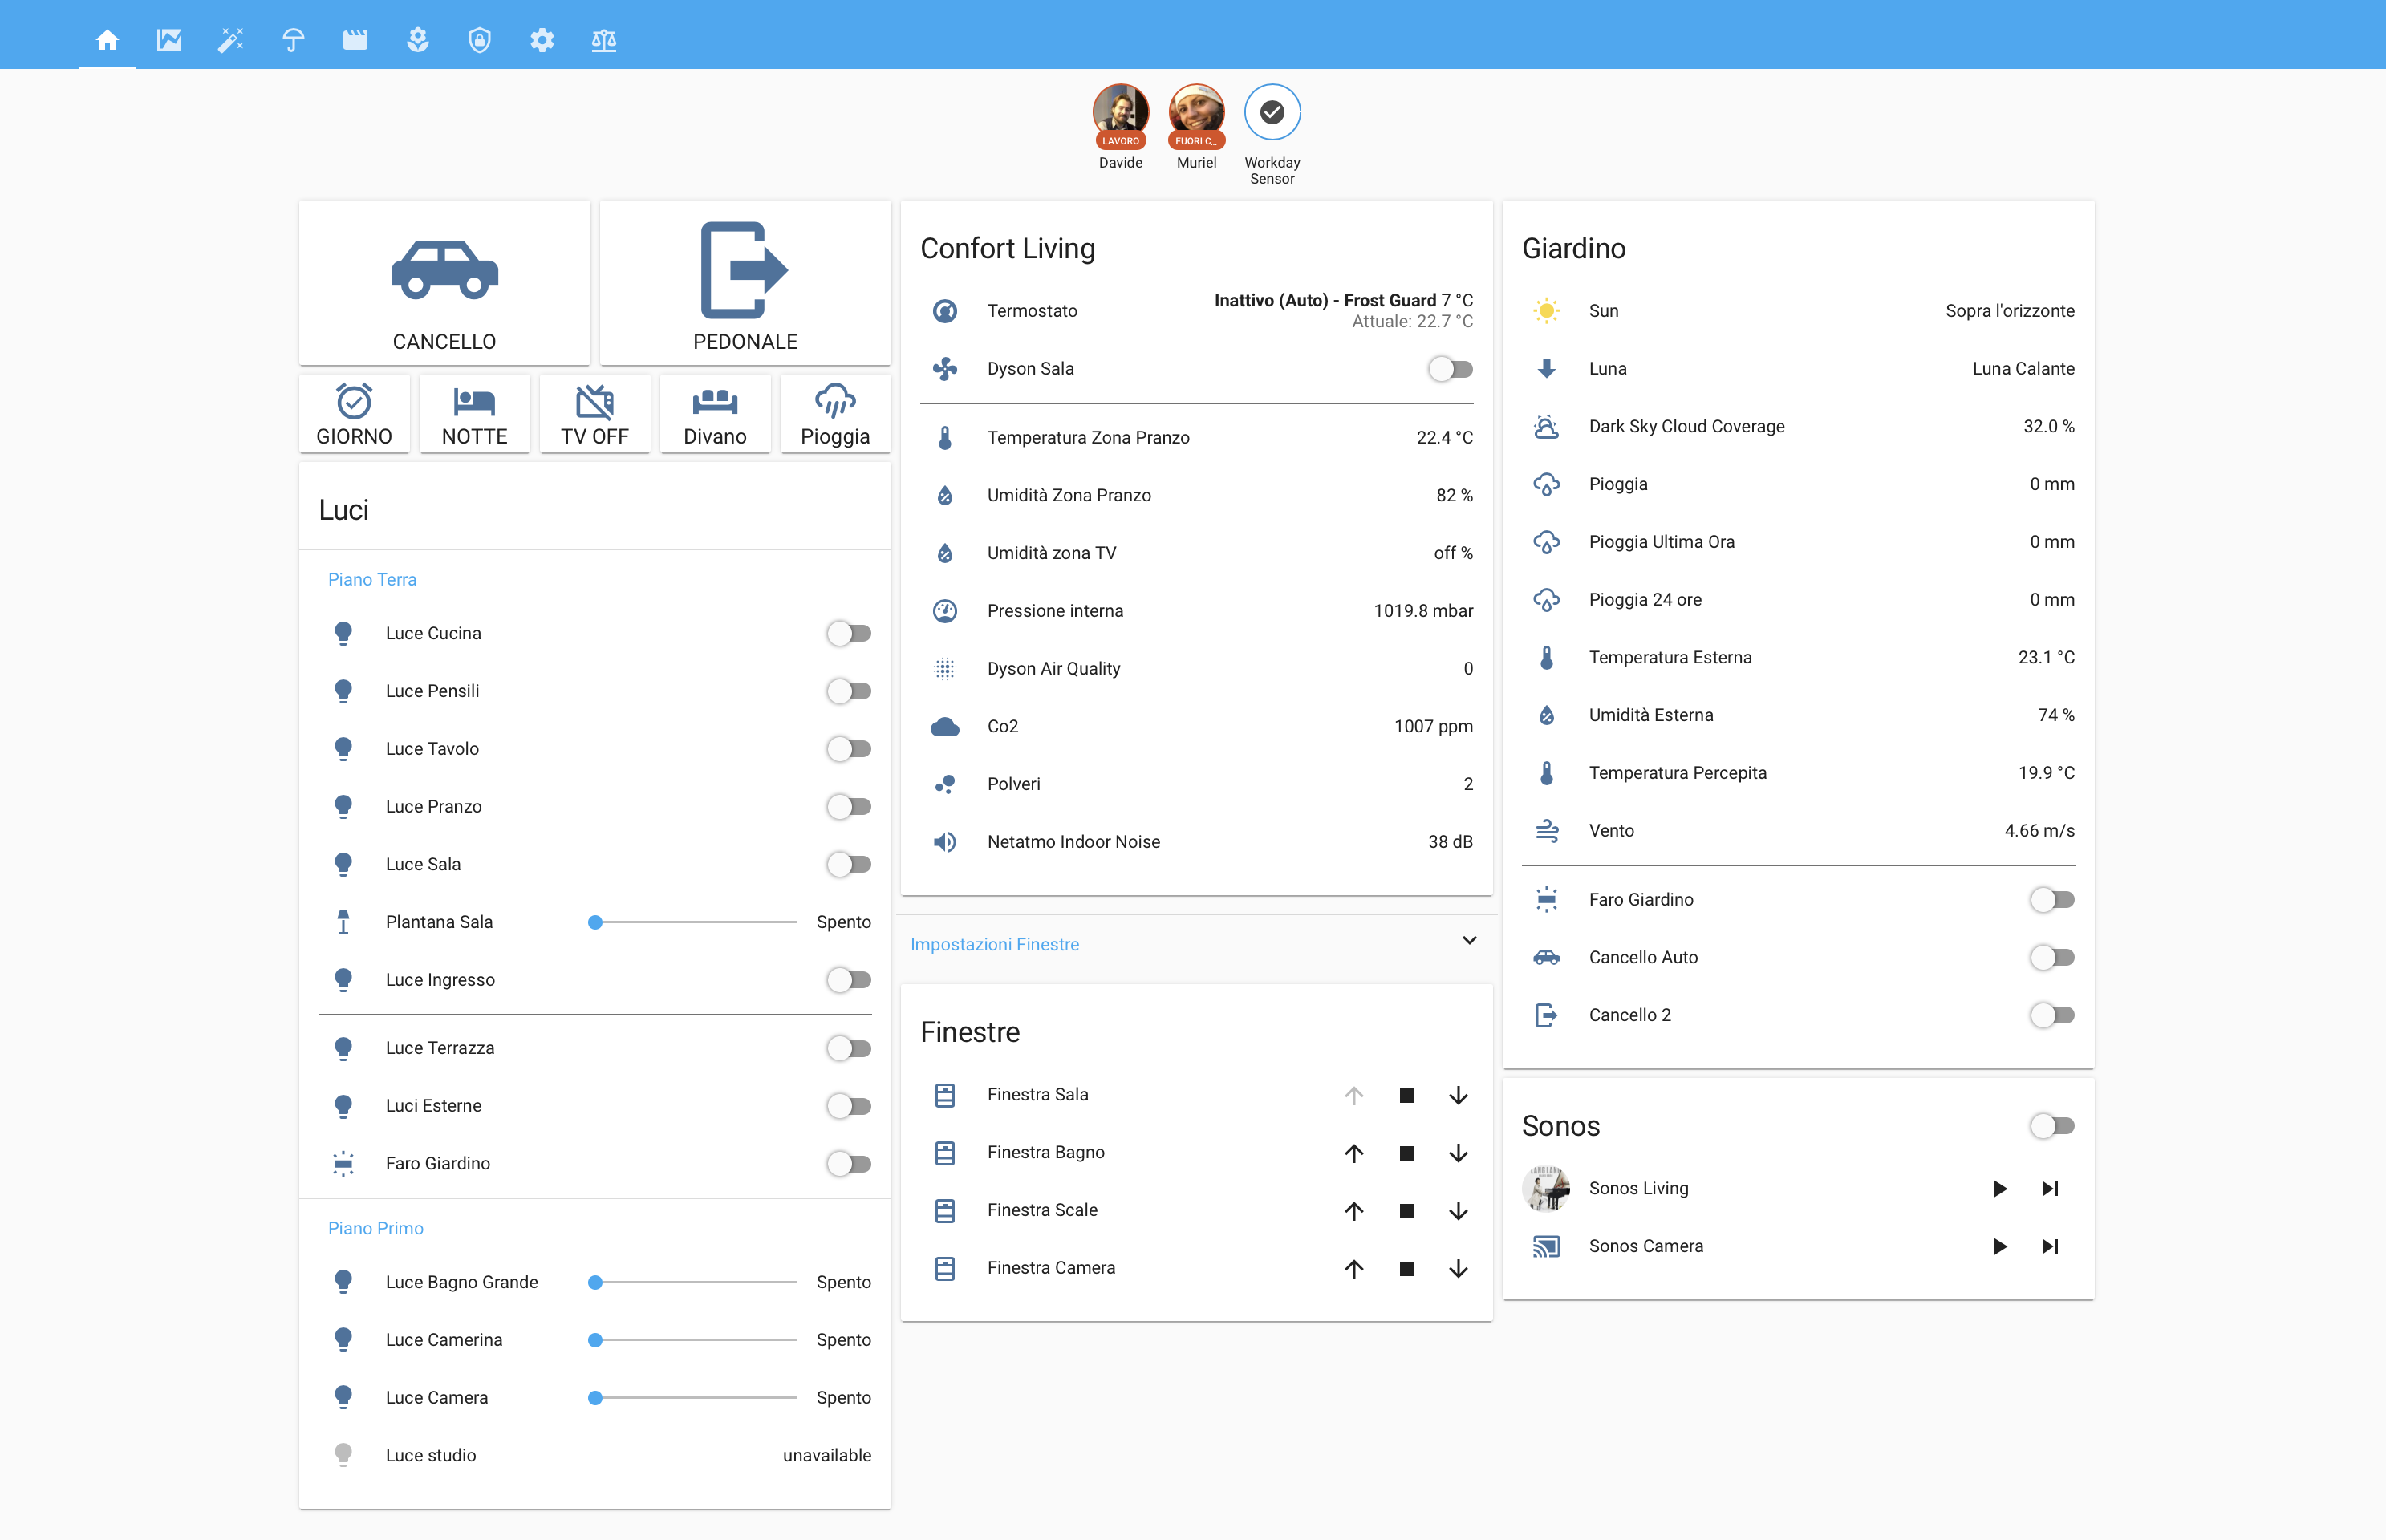 LAVORO
Davide
FUORI C...
Muriel
Workday
Sensor
CANCELLO
PEDONALE
GIORNO
NOTTE
TV OFF
Divano
Pioggia
Luci
Piano Terra
Luce Cucina
Luce Pensili
Luce Tavolo
Luce Pranzo
Luce Sala
Plantana Sala Spento
Luce Ingresso
Luce Terrazza
Luci Esterne
Faro Giardino
Piano Primo
Luce Bagno Grande Spento
Luce Camerina Spento
Luce Camera Spento
Luce studio unavailable
Confort Living
Termostato Inattivo (Auto) - Frost Guard 7 °C
Attuale: 22.7 °C
Dyson Sala
Temperatura Zona Pranzo 22.4 °C
Umidità Zona Pranzo 82 %
Umidità zona TV off %
Pressione interna 1019.8 mbar
Dyson Air Quality 0
Co2 1007 ppm
Polveri 2
Netatmo Indoor Noise 38 dB
Impostazioni Finestre
Finestre
Finestra Sala
Finestra Bagno
Finestra Scale
Finestra Camera
Giardino
Sun Sopra l'orizzonte
Luna Luna Calante
Dark Sky Cloud Coverage 32.0 %
Pioggia 0 mm
Pioggia Ultima Ora 0 mm
Pioggia 24 ore 0 mm
Temperatura Esterna 23.1 °C
Umidità Esterna 74 %
Temperatura Percepita 19.9 °C
Vento 4.66 m/s
Faro Giardino
Cancello Auto
Cancello 2
Sonos
Sonos Living
Sonos Camera